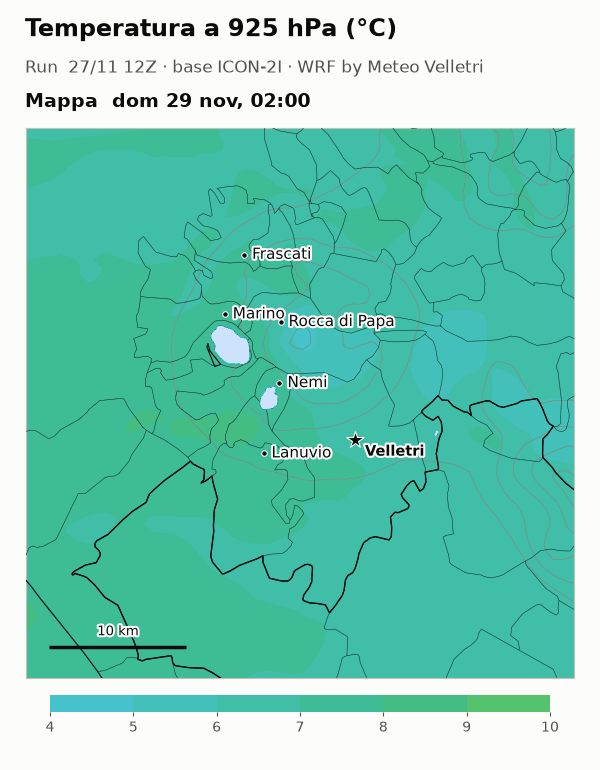 Temperatura a 925 hPa (°C)
Run  27/11 12Z · base ICON-2I · WRF by Meteo Velletri
Mappa  dom 29 nov, 02:00
Frascati
Marino
Rocca di Papa
Nemi
Velletri
Lanuvio
10 km
4 5 6 7 8 9 10